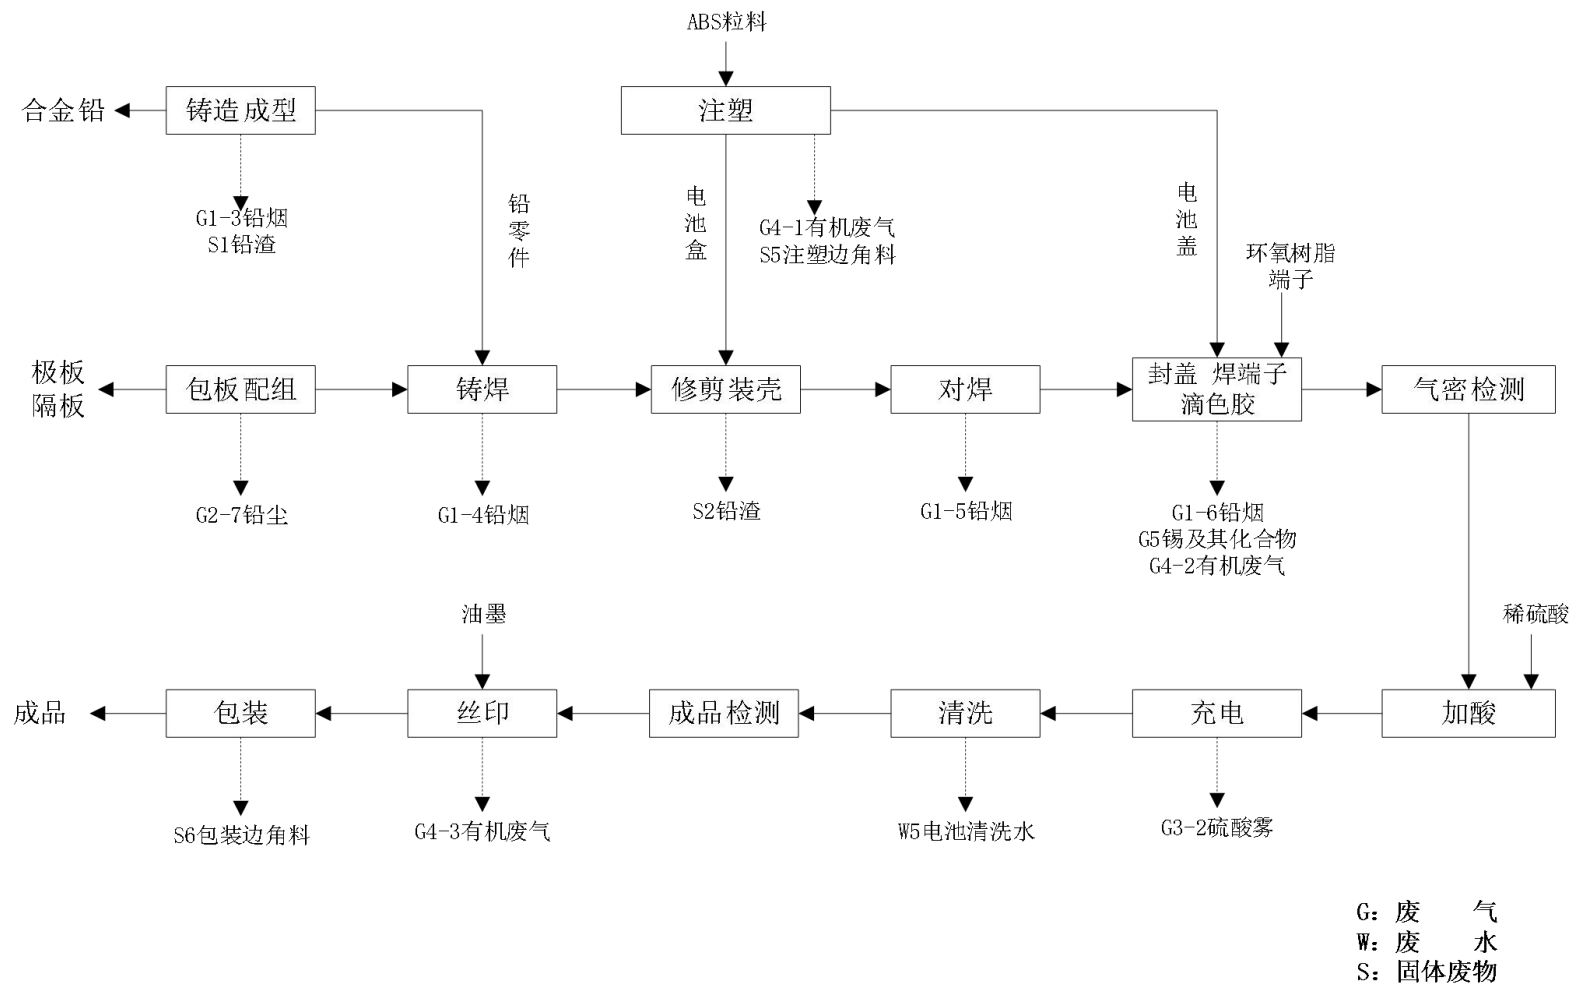 ABS粒料
合金铅
铸造成型
注塑
G1-3铅烟
S1铅渣
铅零件
电池盒
G4-1有机废气
S5注塑边角料
电池盖
环氧树脂
端子
极板
隔板
包板配组
铸焊
修剪装壳
对焊
封盖 焊端子
滴色胶
气密检测
G2-7铅尘
G1-4铅烟
S2铅渣
G1-5铅烟
G1-6铅烟
G5锡及其化合物
G4-2有机废气
油墨
稀硫酸
成品
包装
丝印
成品检测
清洗
充电
加酸
S6包装边角料
G4-3有机废气
W5电池清洗水
G3-2硫酸雾
G: 废 气
W: 废 水
S: 固体废物